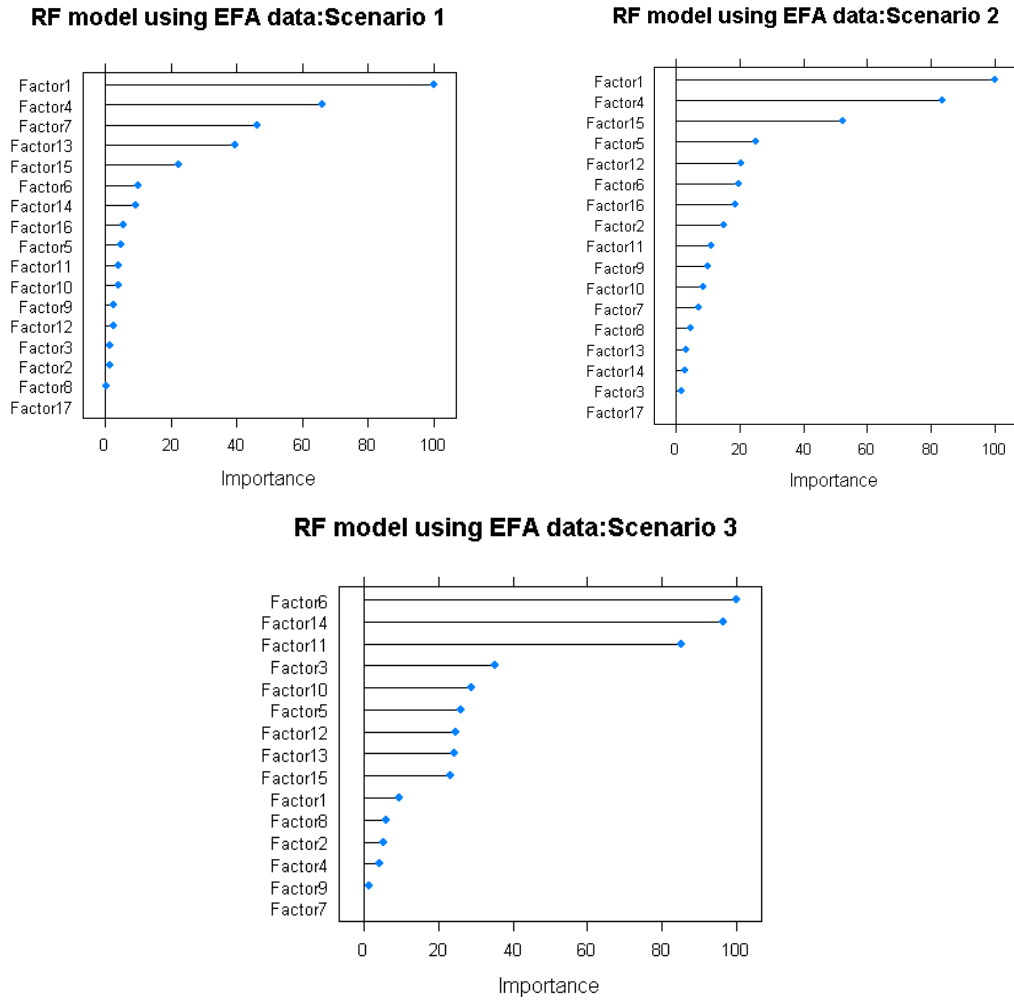 RF model using EFA data:Scenario 1
Factor1
Factor4
Factor7
Factor13
Factor15
Factor6
Factor14
Factor16
Factor5
Factor11
Factor10
Factor9
Factor12
Factor3
Factor2
Factor8
Factor17
0 20 40 60 80 100
Importance
RF model using EFA data:Scenario 2
Factor1
Factor4
Factor15
Factor5
Factor12
Factor6
Factor16
Factor2
Factor11
Factor9
Factor10
Factor7
Factor8
Factor13
Factor14
Factor3
Factor17
0 20 40 60 80 100
Importance
RF model using EFA data:Scenario 3
Factor6
Factor14
Factor11
Factor3
Factor10
Factor5
Factor12
Factor13
Factor15
Factor1
Factor8
Factor2
Factor4
Factor9
Factor7
0 20 40 60 80 100
Importance